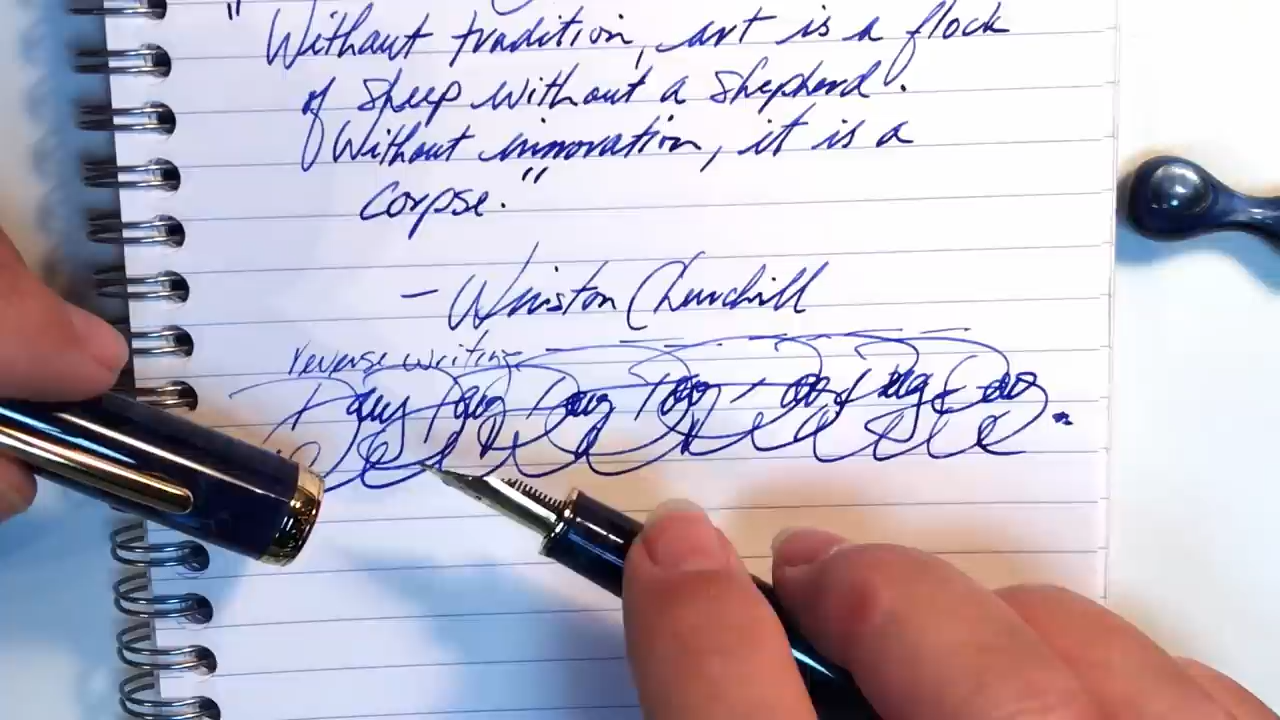 "Without tradition, art is a flock
of sheep without a shepherd.
Without innovation, it is a
corpse."
- Winston Churchill
reverse writing